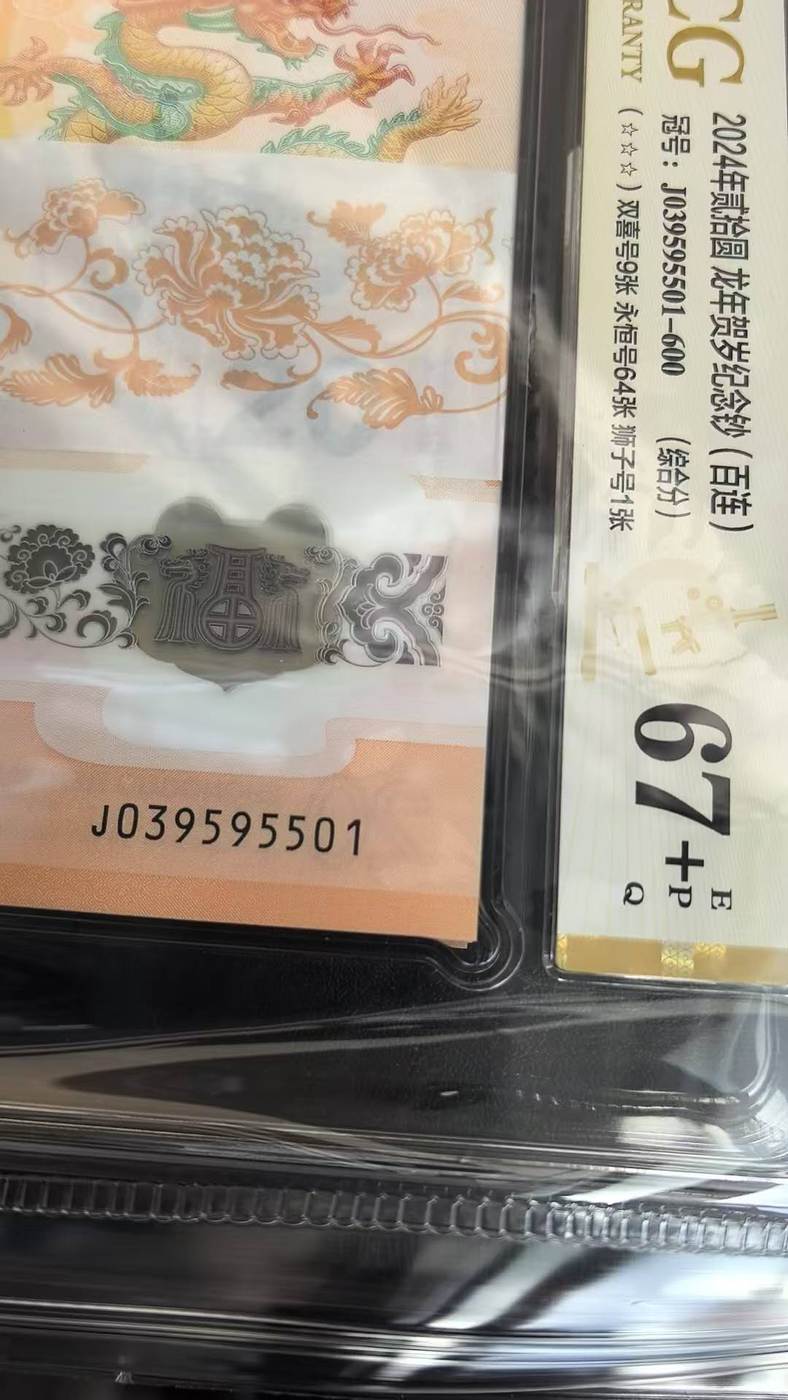 CG
RANTY
2024年贰拾圆 龙年贺岁纪念钞（百连）
冠号：J039595501-600 （综合分）
（☆☆☆）双喜号9张 永恒号64张 狮子号1张
67+
E
P
Q
福
J039595501